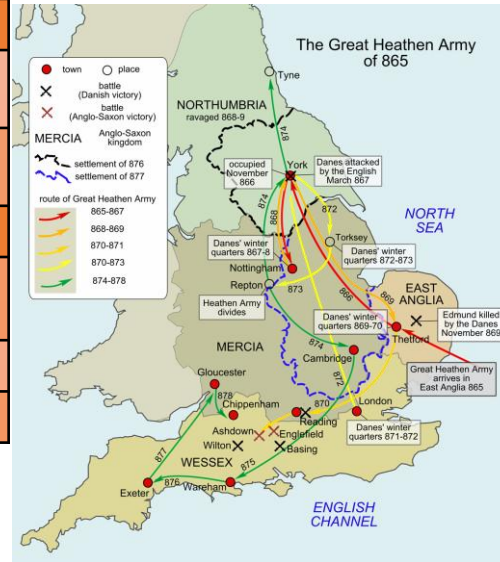 The Great Heathen Army
of 865
town
place
battle
(Danish victory)
battle
(Anglo-Saxon victory)
MERCIA
Anglo-Saxon
kingdom
settlement of 876
settlement of 877
route of Great Heathen Army
865-867
868-869
870-871
870-873
874-878
Tyne
NORTHUMBRIA
ravaged 868-9
874
occupied
November
866
York
Danes attacked
by the English
March 867
874
868
872
NORTH
SEA
Torksey
Danes' winter
quarters 867-8
Danes' winter
quarters 872-873
Nottingham
873
Repton
866
869
EAST
ANGLIA
Heathen Army
divides
Danes' winter
quarters 869-70
Edmund killed
by the Danes
November 869
Thetford
874
MERCIA
Cambridge
Great Heathen Army
arrives in
East Anglia 865
Gloucester
872
878
Chippenham
870
London
Reading
Ashdown
Englefield
Danes' winter
quarters 871-872
Wilton
Basing
877
WESSEX
875
876
Exeter
Wareham
ENGLISH
CHANNEL